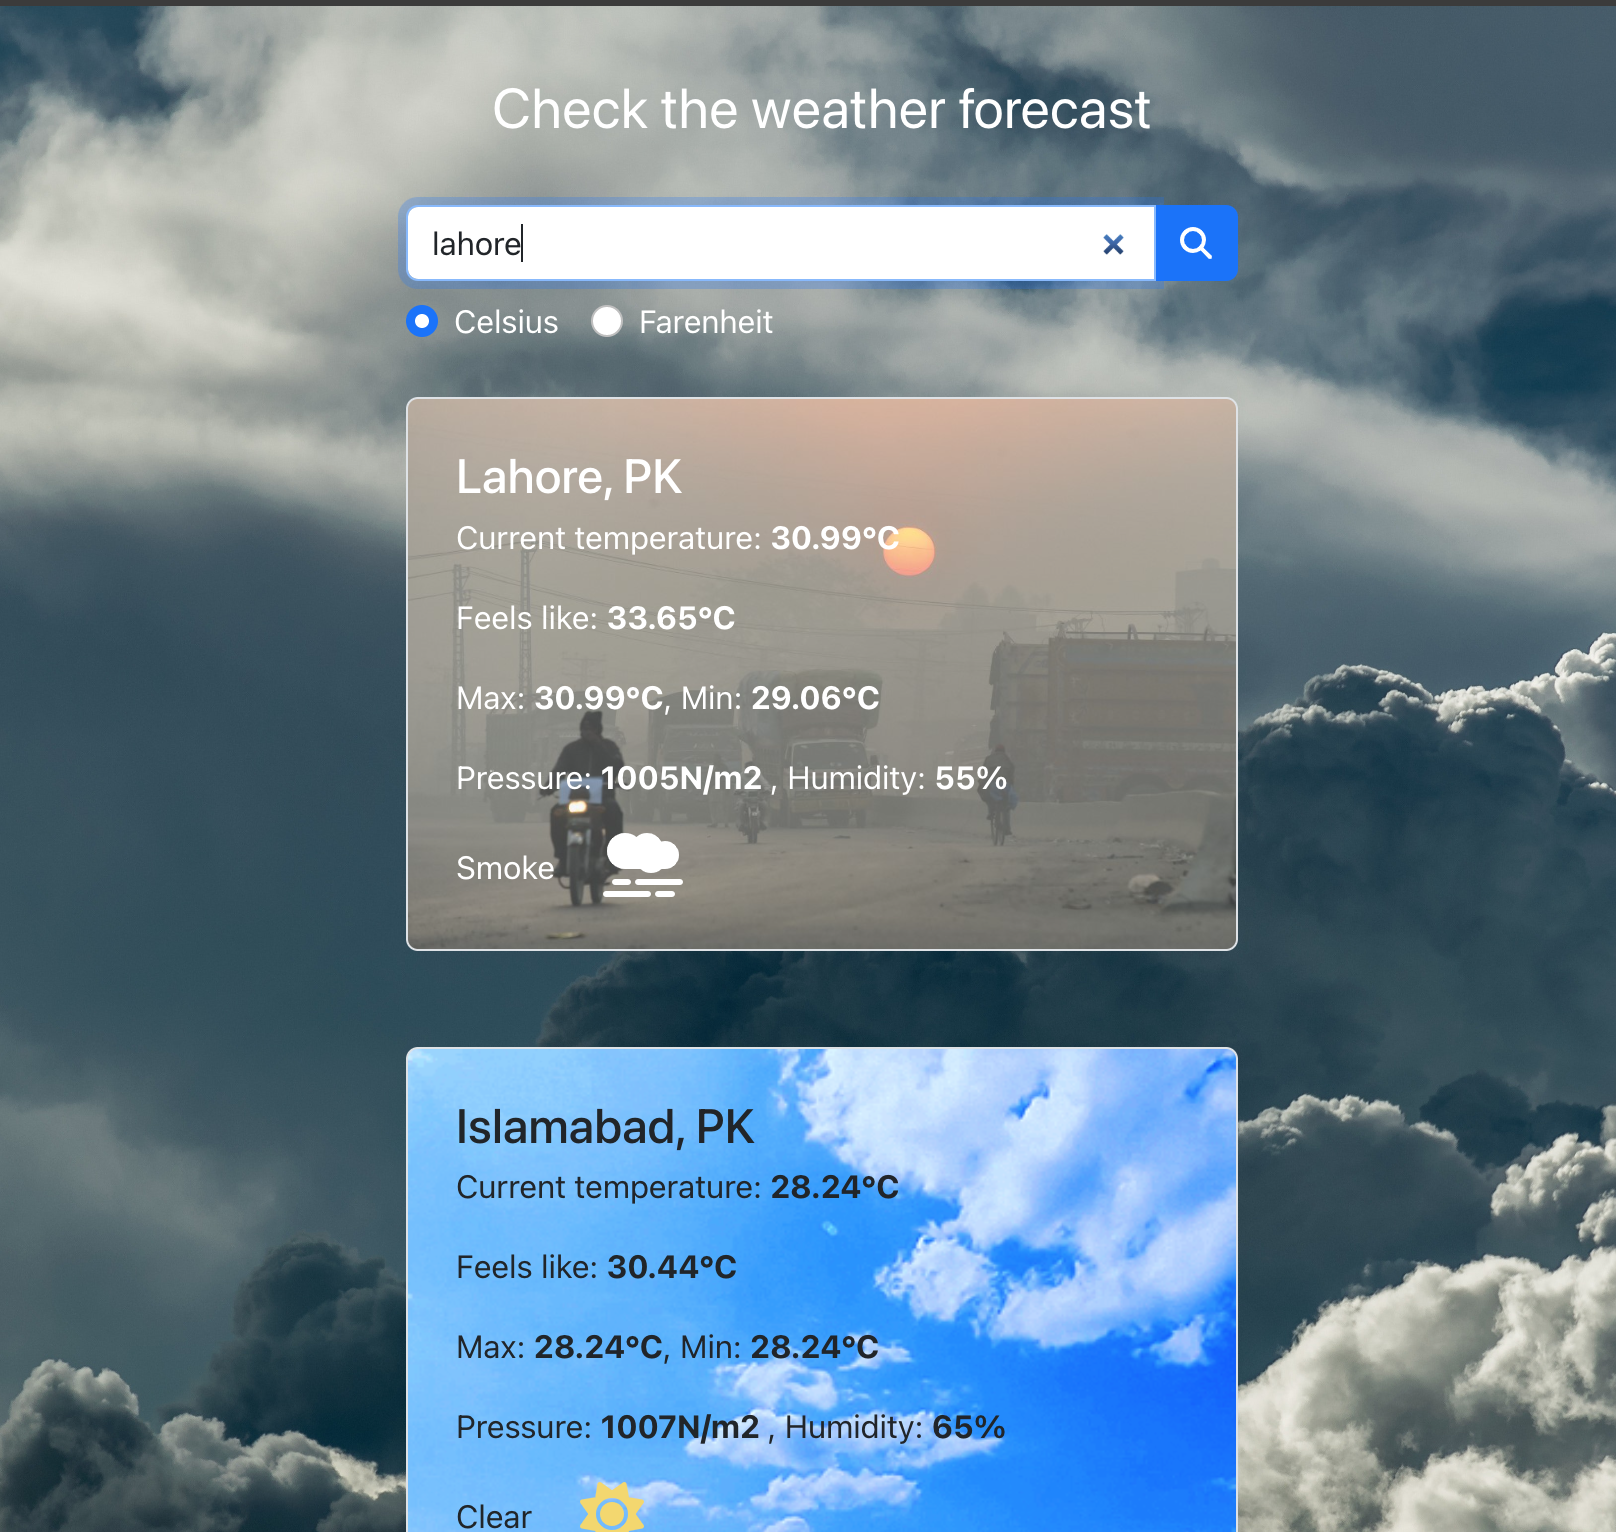 Check the weather forecast
lahore
Celsius Farenheit
Lahore, PK
Current temperature: 30.99°C
Feels like: 33.65°C
Max: 30.99°C, Min: 29.06°C
Pressure: 1005N/m2 , Humidity: 55%
Smoke
Islamabad, PK
Current temperature: 28.24°C
Feels like: 30.44°C
Max: 28.24°C, Min: 28.24°C
Pressure: 1007N/m2 , Humidity: 65%
Clear